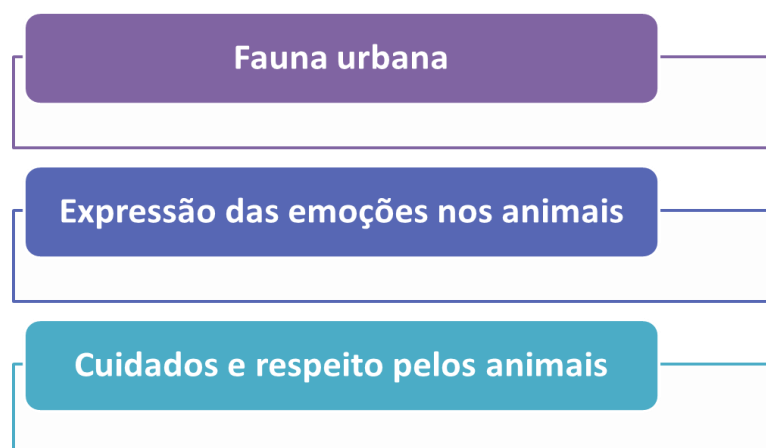 Fauna urbana
Expressão das emoções nos animais
Cuidados e respeito pelos animais